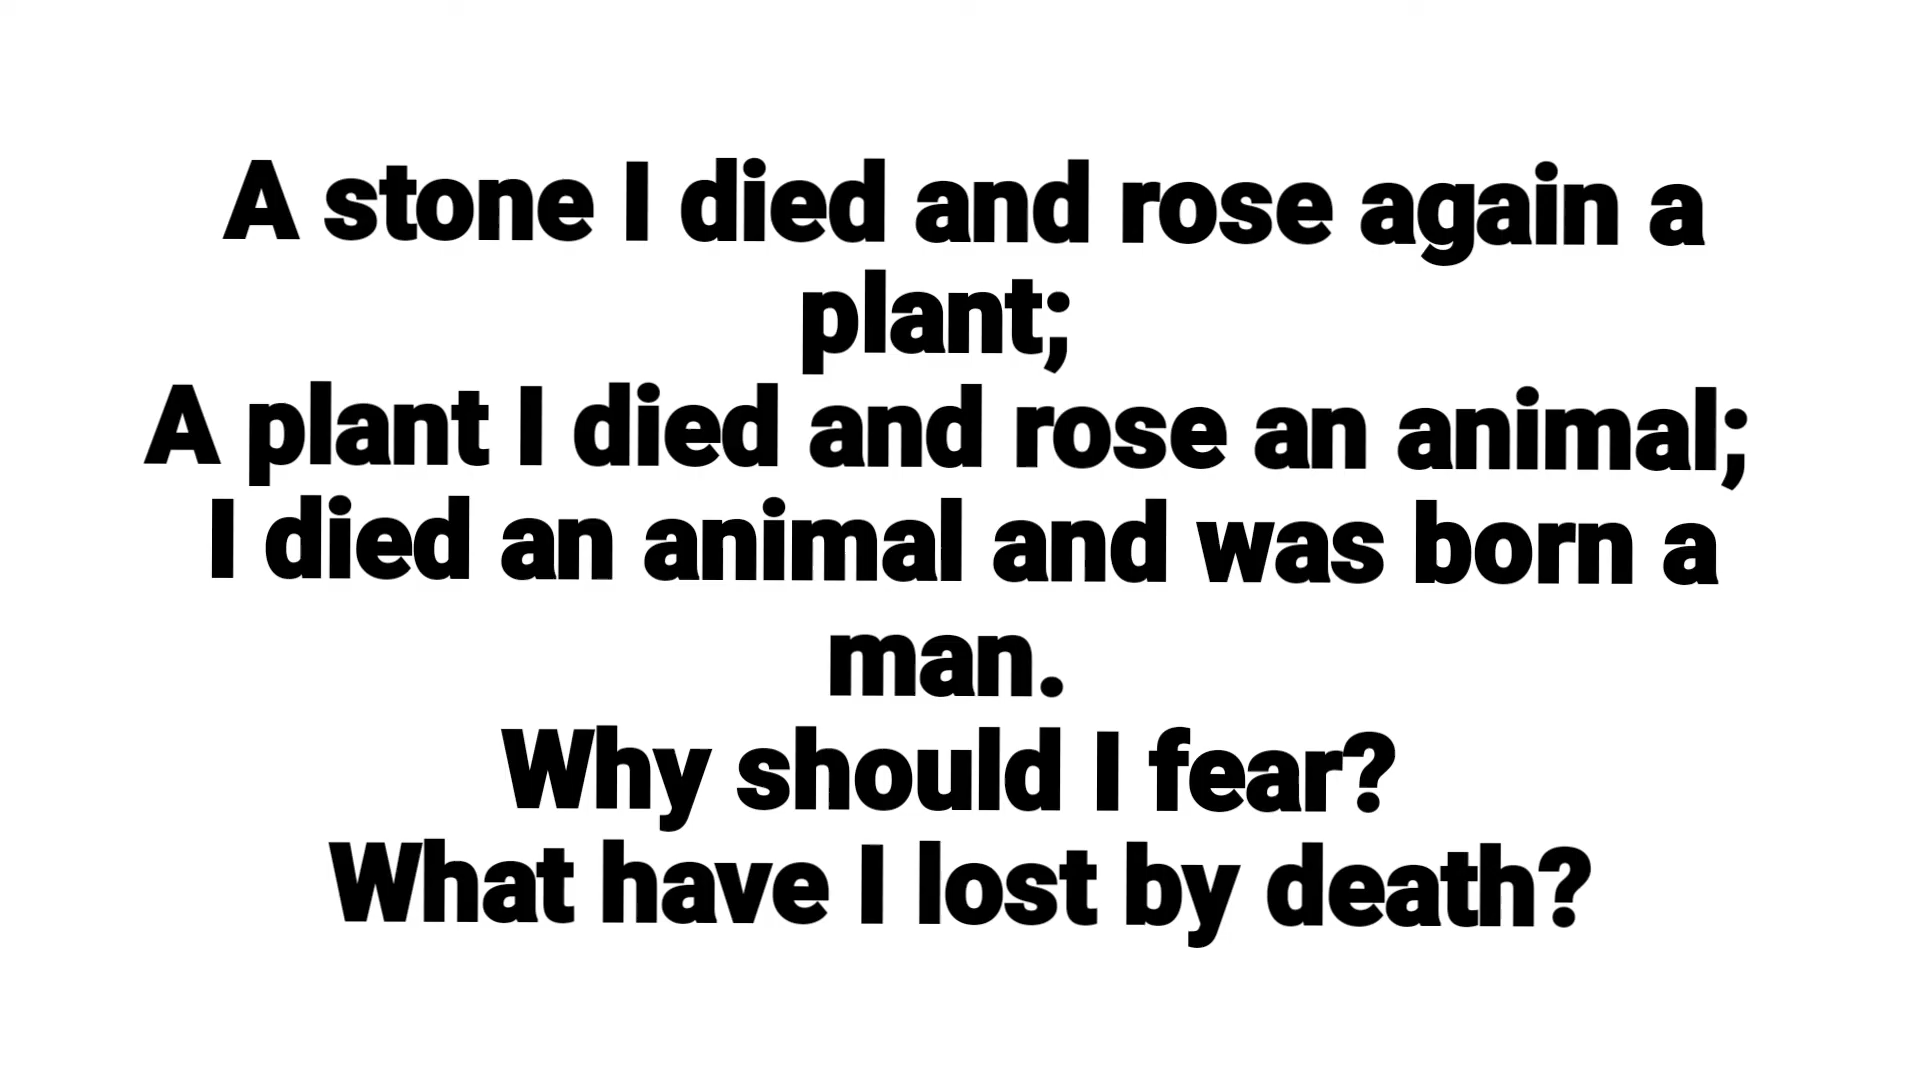 A stone I died and rose again a
plant;
A plant I died and rose an animal;
I died an animal and was born a
man.
Why should I fear?
What have I lost by death?